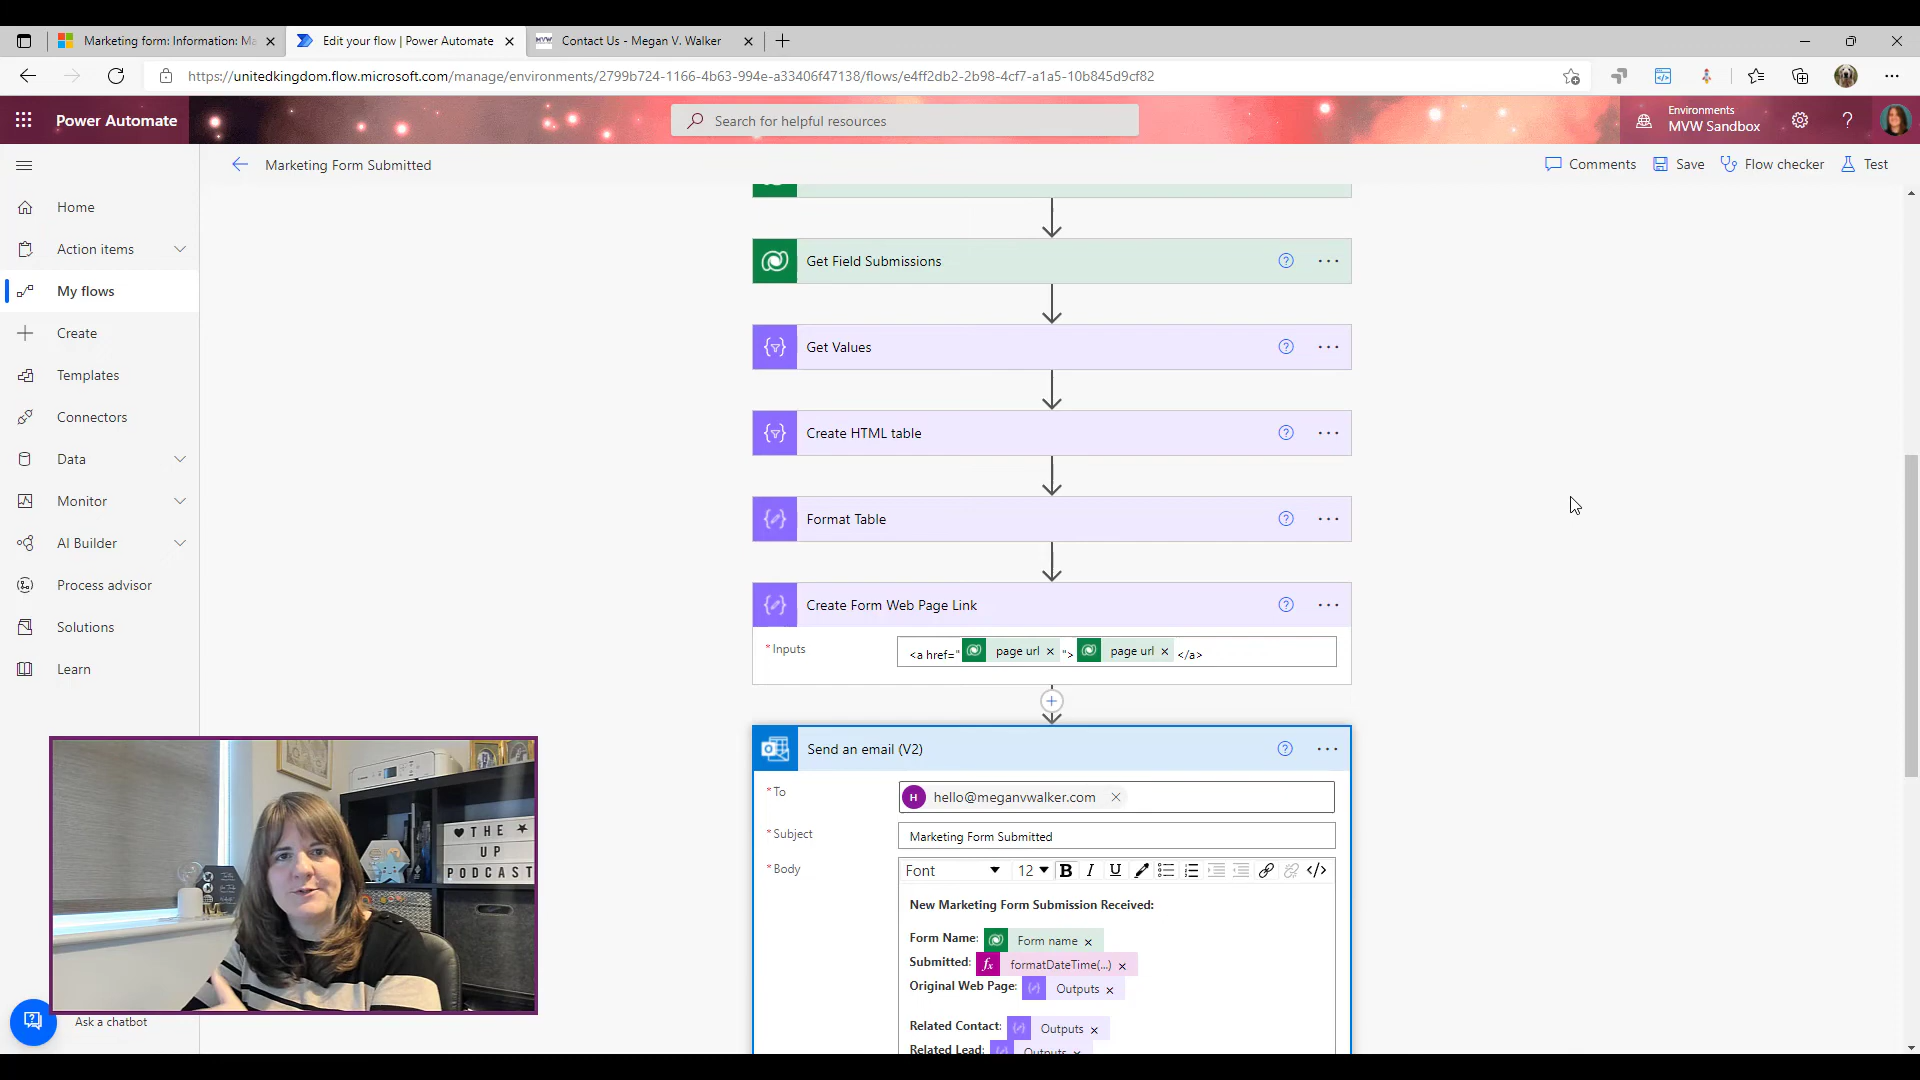 Marketing form: Information: Ma
Edit your flow | Power Automate
Contact Us - Megan V. Walker
https://unitedkingdom.flow.microsoft.com/manage/environments/2799b724-1166-4b63-994e-a33406f47138/flows/e4ff2db2-2b98-4cf7-a1a5-10b845d9cf82
Power Automate
Search for helpful resources
Environments
MVW Sandbox
Marketing Form Submitted
Comments
Save
Flow checker
Test
Home
Action items
My flows
Create
Templates
Connectors
Data
Monitor
AI Builder
Process advisor
Solutions
Learn
Ask a chatbot
Get Field Submissions
Get Values
Create HTML table
Format Table
Create Form Web Page Link
* Inputs
<a href=" page url "> page url </a>
Send an email (V2)
* To
H hello@meganvwalker.com
* Subject
Marketing Form Submitted
* Body
Font 12 B I U </>
New Marketing Form Submission Received:
Form Name: Form name
Submitted: fx formatDateTime(...)
Original Web Page: Outputs
Related Contact: Outputs
Related Lead: Outputs
THE
UP
PODCAST